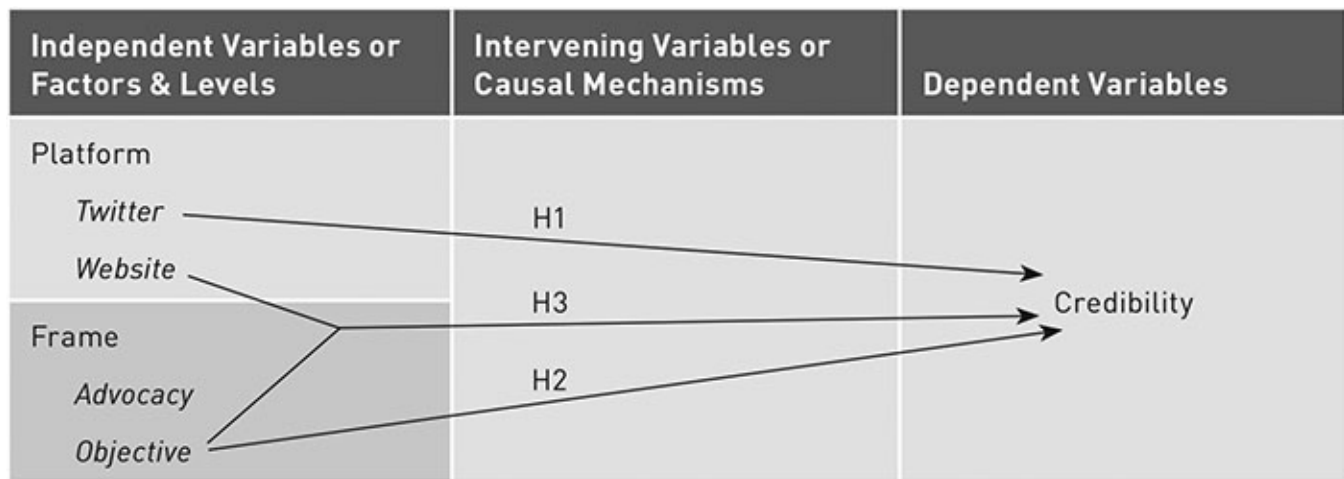 Independent Variables or
Factors & Levels
Intervening Variables or
Causal Mechanisms
Dependent Variables
Platform
Twitter
Website
Frame
Advocacy
Objective
H1
H3
H2
Credibility